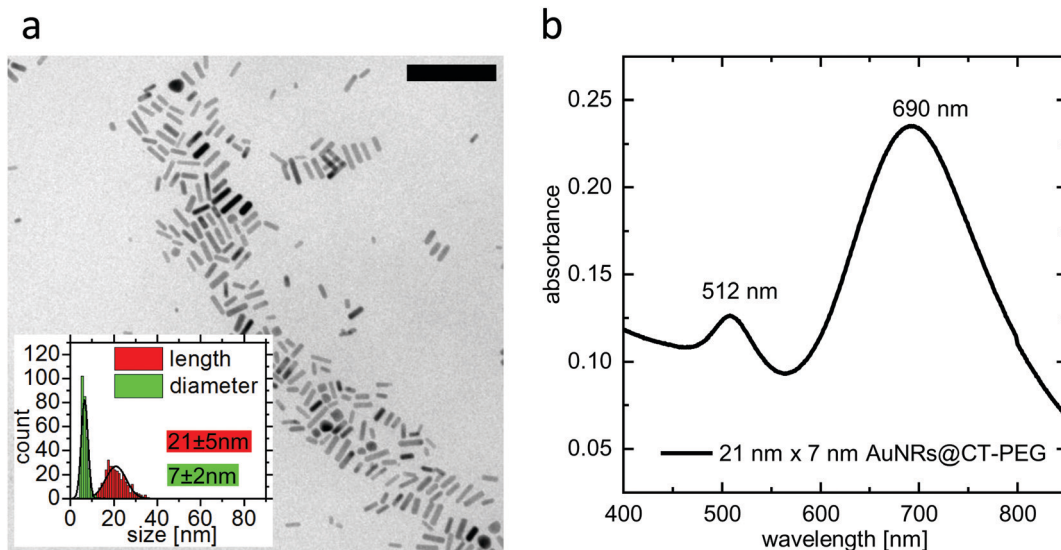 a
120
100
80
60
40
20
0
count
length
diameter
21±5nm
7±2nm
0 20 40 60 80
size [nm]
b
0.25
0.20
0.15
0.10
0.05
absorbance
690 nm
512 nm
21 nm x 7 nm AuNRs@CT-PEG
400 500 600 700 800
wavelength [nm]